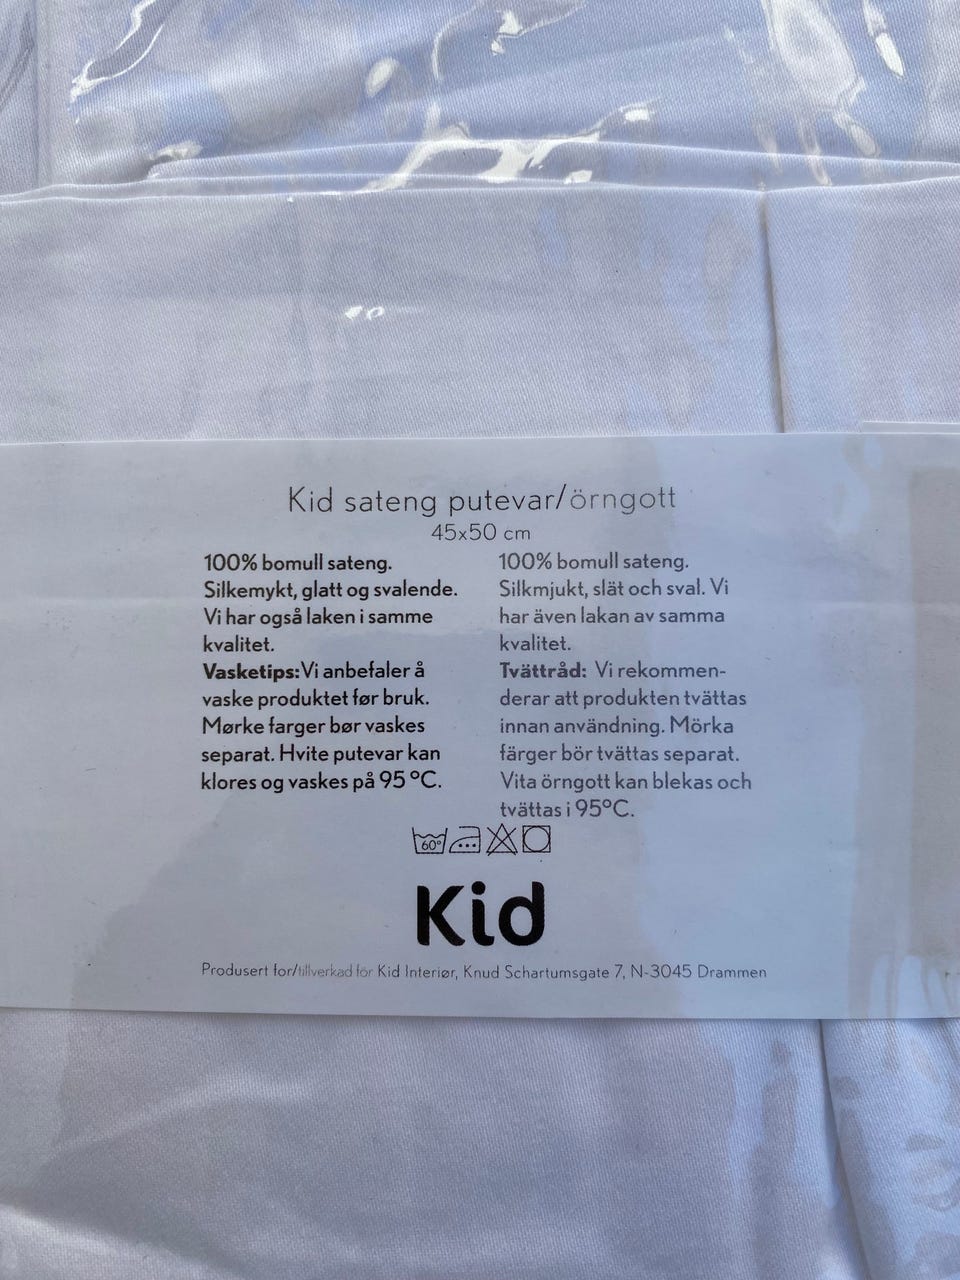 Kid sateng putevar/örngott
45x50 cm
100% bomull sateng.
Silkemykt, glatt og svalende.
Vi har også laken i samme
kvalitet.
Vasketips: Vi anbefaler å
vaske produktet før bruk.
Mørke farger bør vaskes
separat. Hvite putevar kan
klores og vaskes på 95 °C.
100% bomull sateng.
Silkmjukt, slät och sval. Vi
har även lakan av samma
kvalitet.
Tvättråd: Vi rekommen-
derar att produkten tvättas
innan användning. Mörka
färger bör tvättas separat.
Vita örngott kan blekas och
tvättas i 95°C.
60°
Kid
Produsert for/tillverkad för Kid Interiør, Knud Schartumsgate 7, N-3045 Drammen